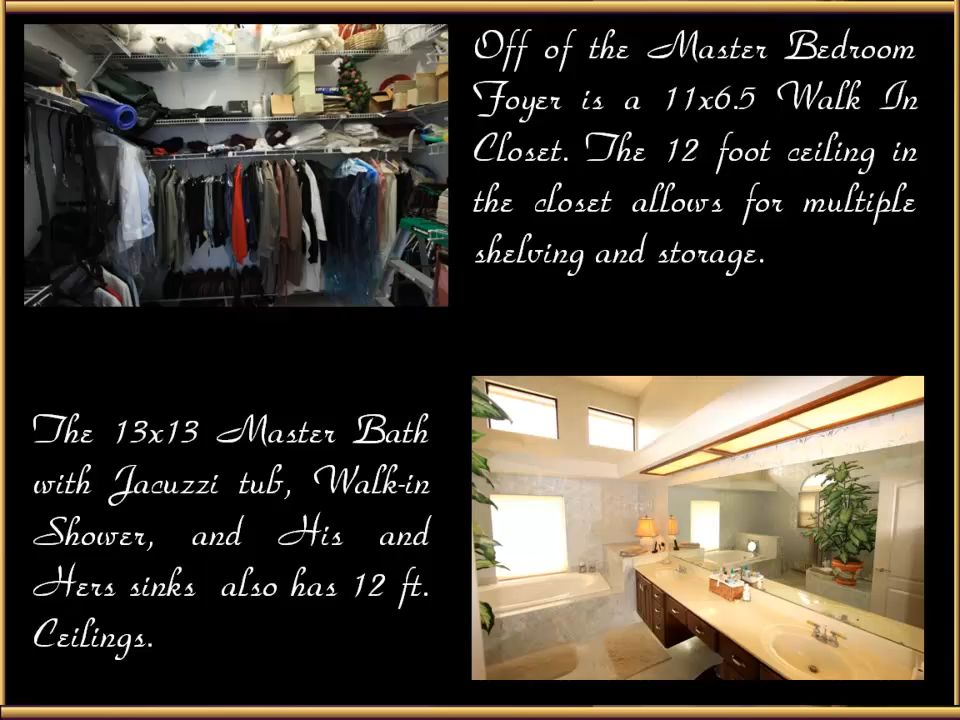 Off of the Master Bedroom
Foyer is a 11x6.5 Walk In
Closet. The 12 foot ceiling in
the closet allows for multiple
shelving and storage.
The 13x13 Master Bath
with Jacuzzi tub, Walk-in
Shower, and His and
Hers sinks also has 12 ft.
Ceilings.